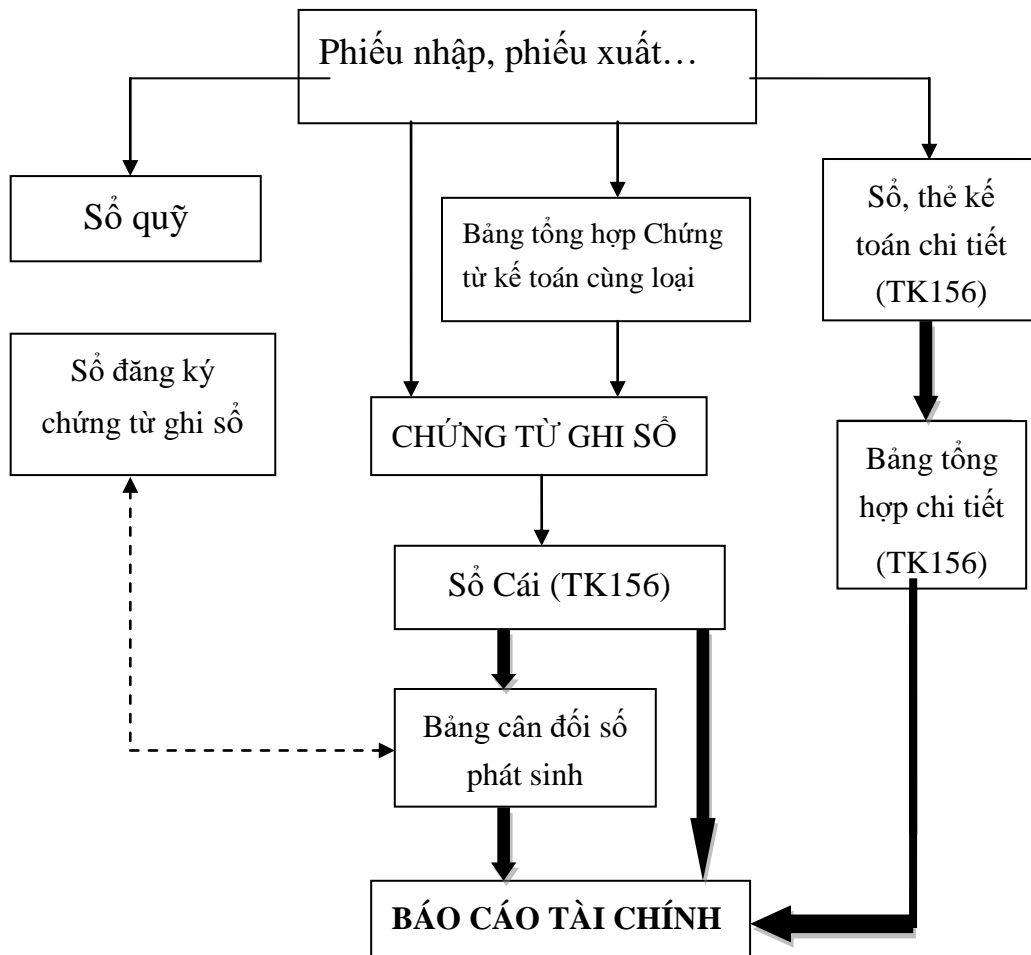 Phiếu nhập, phiếu xuất…
Sổ quỹ
Bảng tổng hợp Chứng
từ kế toán cùng loại
Sổ, thẻ kế
toán chi tiết
(TK156)
Sổ đăng ký
chứng từ ghi sổ
CHỨNG TỪ GHI SỔ
Bảng tổng
hợp chi tiết
(TK156)
Sổ Cái (TK156)
Bảng cân đối số
phát sinh
BÁO CÁO TÀI CHÍNH